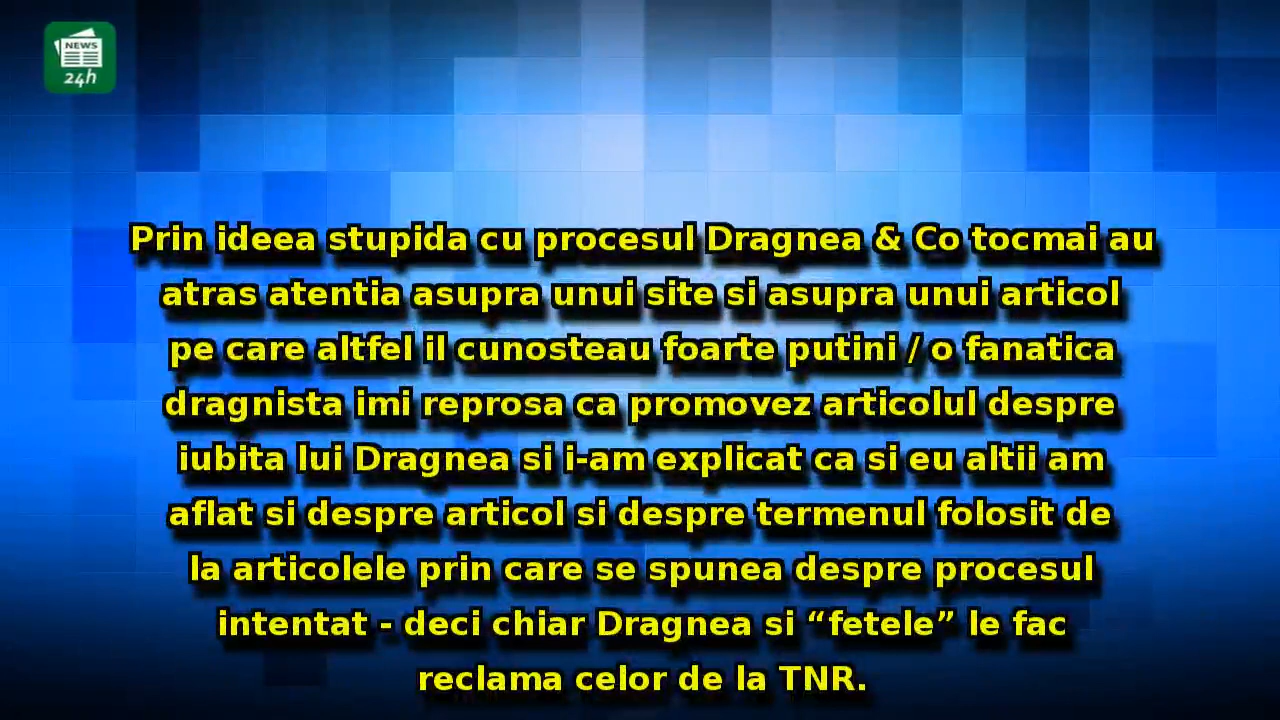 NEWS
24h
Prin ideea stupida cu procesul Dragnea & Co tocmai au
atras atentia asupra unui site si asupra unui articol
pe care altfel il cunosteau foarte putini / o fanatica
dragnista imi reprosa ca promovez articolul despre
iubita lui Dragnea si i-am explicat ca si eu altii am
aflat si despre articol si despre termenul folosit de
la articolele prin care se spunea despre procesul
intentat - deci chiar Dragnea si “fetele” le fac
reclama celor de la TNR.